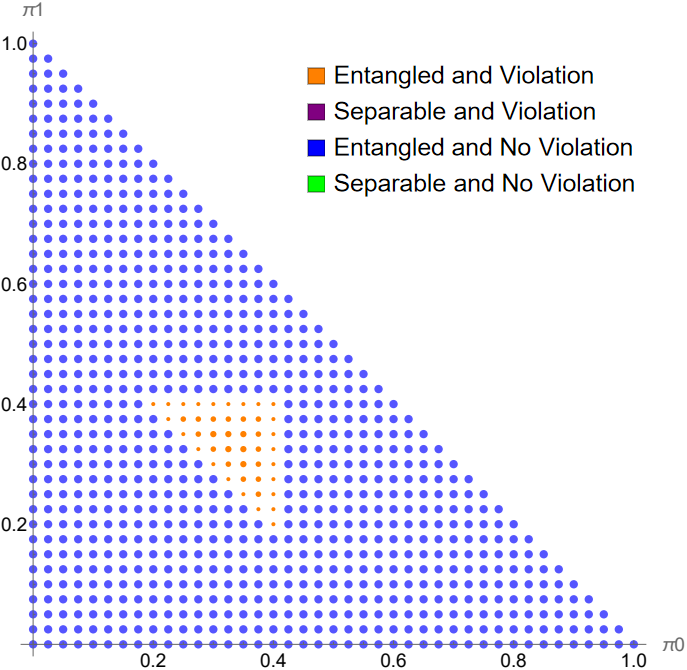 π1
1.0
Entangled and Violation
Separable and Violation
Entangled and No Violation
Separable and No Violation
0.8
0.6
0.4
0.2
π0
0.2 0.4 0.6 0.8 1.0